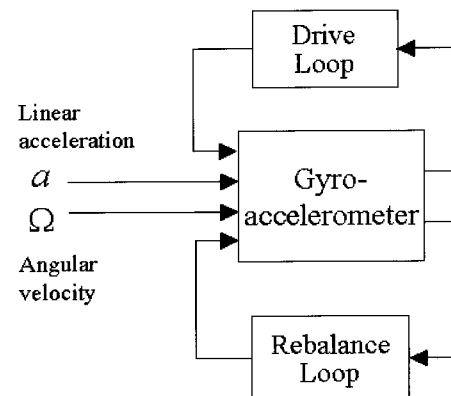 Drive
Loop
Linear
acceleration
a
Ω
Angular
velocity
Gyro-
accelerometer
Rebalance
Loop